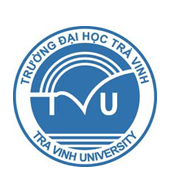 TRƯỜNG ĐẠI HỌC TRÀ VINH
TVU
TRA VINH UNIVERSITY